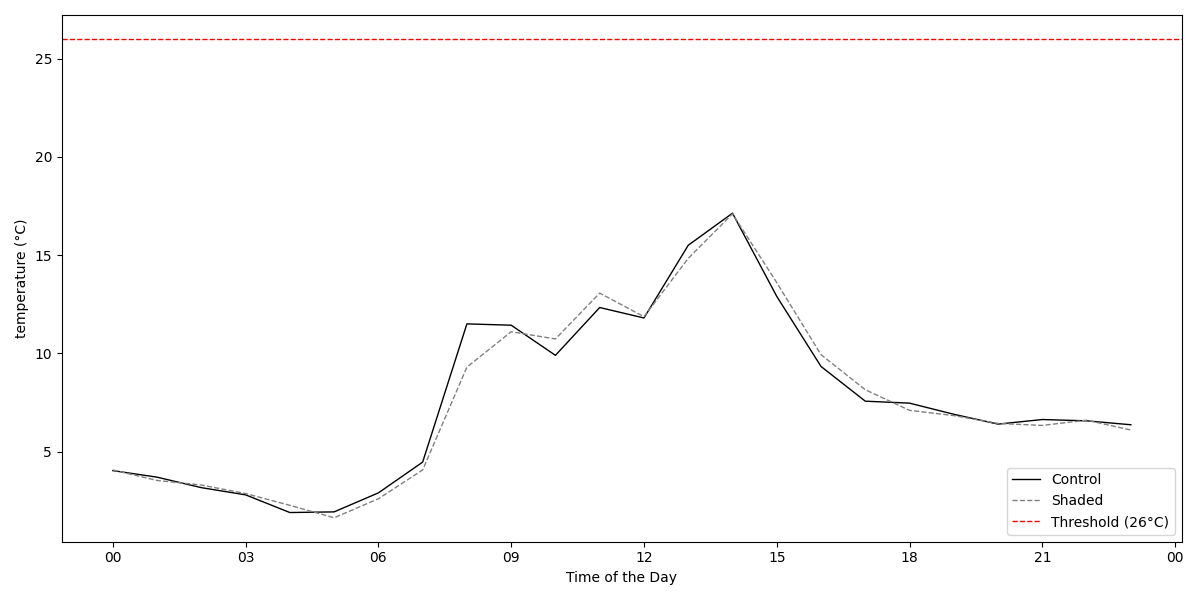 25
20
15
10
5
temperature (°C)
00 03 06 09 12 15 18 21 00
Time of the Day
Control
Shaded
Threshold (26°C)